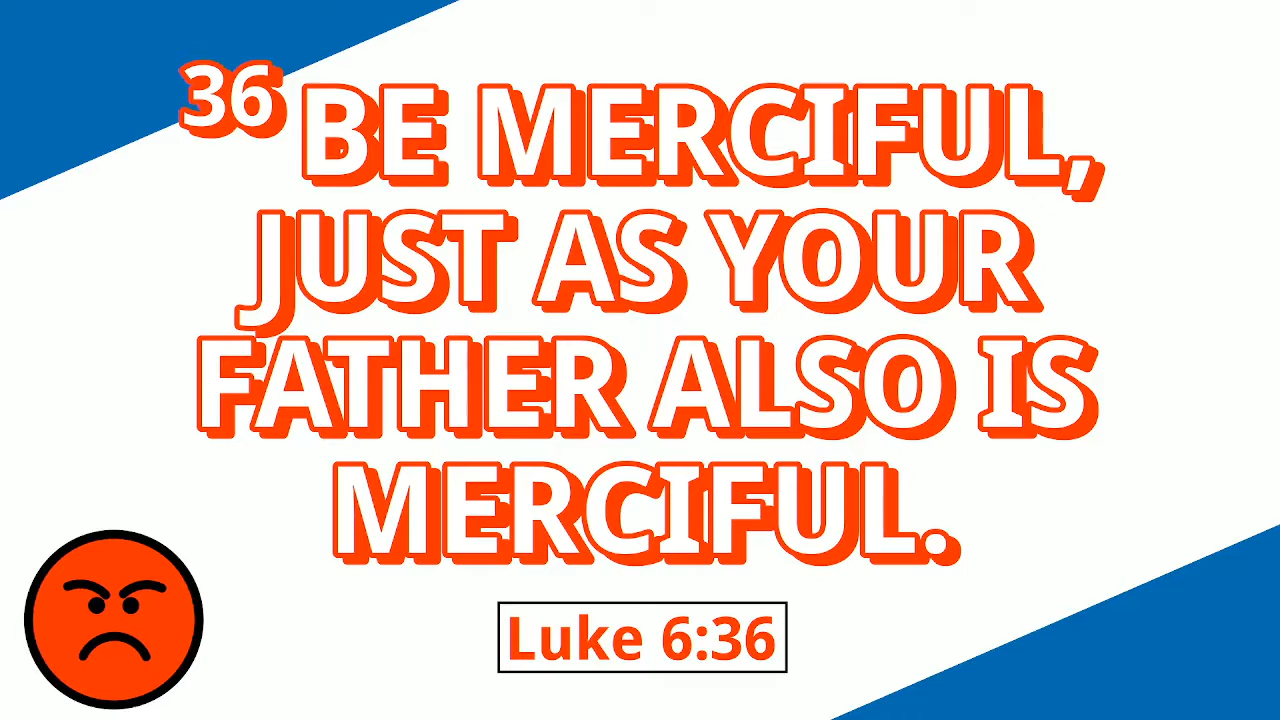 36 BE MERCIFUL,
JUST AS YOUR
FATHER ALSO IS
MERCIFUL.
Luke 6:36